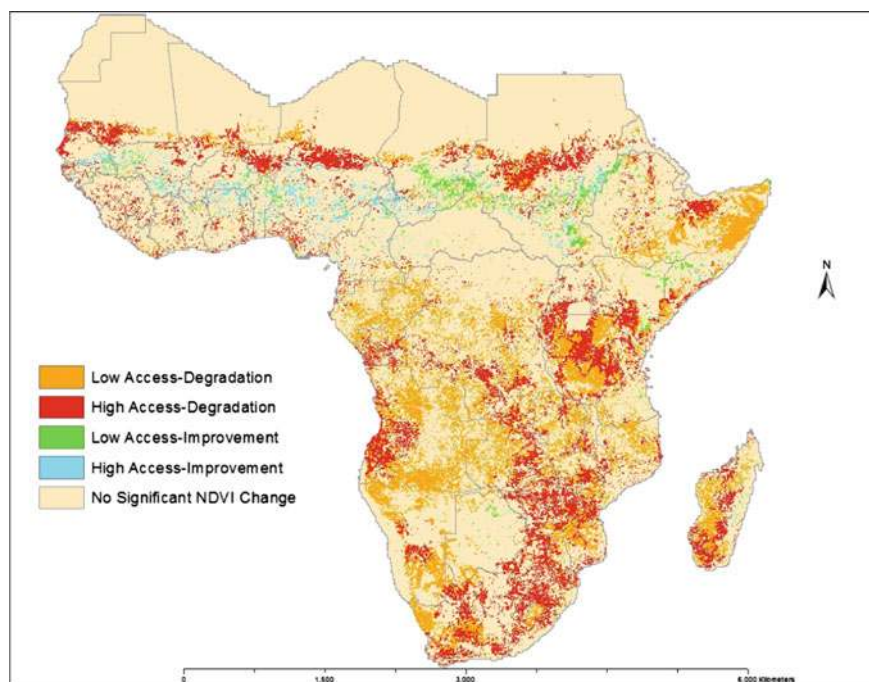 N
Low Access-Degradation
High Access-Degradation
Low Access-Improvement
High Access-Improvement
No Significant NDVI Change
0 1,500 3,000 6,000 Kilometers